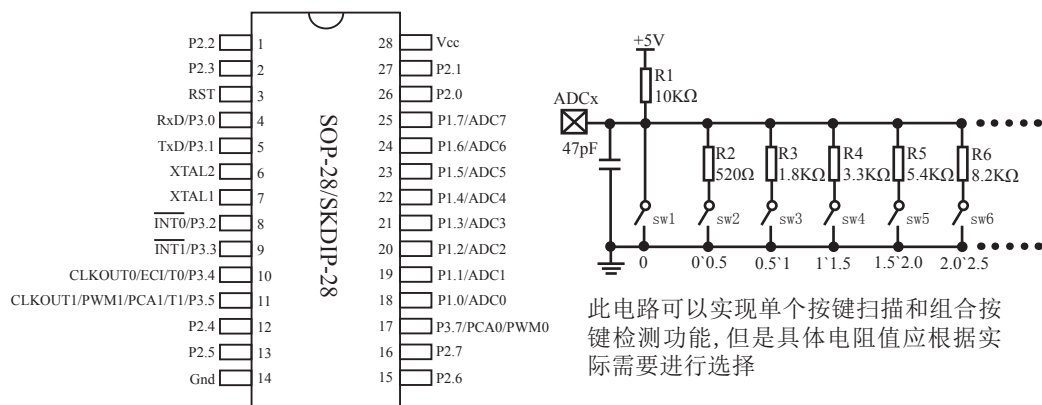 P2.2 1
P2.3 2
RST 3
RxD/P3.0 4
TxD/P3.1 5
XTAL2 6
XTAL1 7
INT0/P3.2 8
INT1/P3.3 9
CLKOUT0/ECI/T0/P3.4 10
CLKOUT1/PWM1/PCA1/T1/P3.5 11
P2.4 12
P2.5 13
Gnd 14
SOP-28/SKDIP-28
28 Vcc
27 P2.1
26 P2.0
25 P1.7/ADC7
24 P1.6/ADC6
23 P1.5/ADC5
22 P1.4/ADC4
21 P1.3/ADC3
20 P1.2/ADC2
19 P1.1/ADC1
18 P1.0/ADC0
17 P3.7/PCA0/PWM0
16 P2.7
15 P2.6
+5V
R1
10KΩ
ADCx
47pF
R2
520Ω
R3
1.8KΩ
R4
3.3KΩ
R5
5.4KΩ
R6
8.2KΩ
sw1 sw2 sw3 sw4 sw5 sw6
0 0`0.5 0.5`1 1`1.5 1.5`2.0 2.0`2.5
此电路可以实现单个按键扫描和组合按
键检测功能,但是具体电阻值应根据实
际需要进行选择